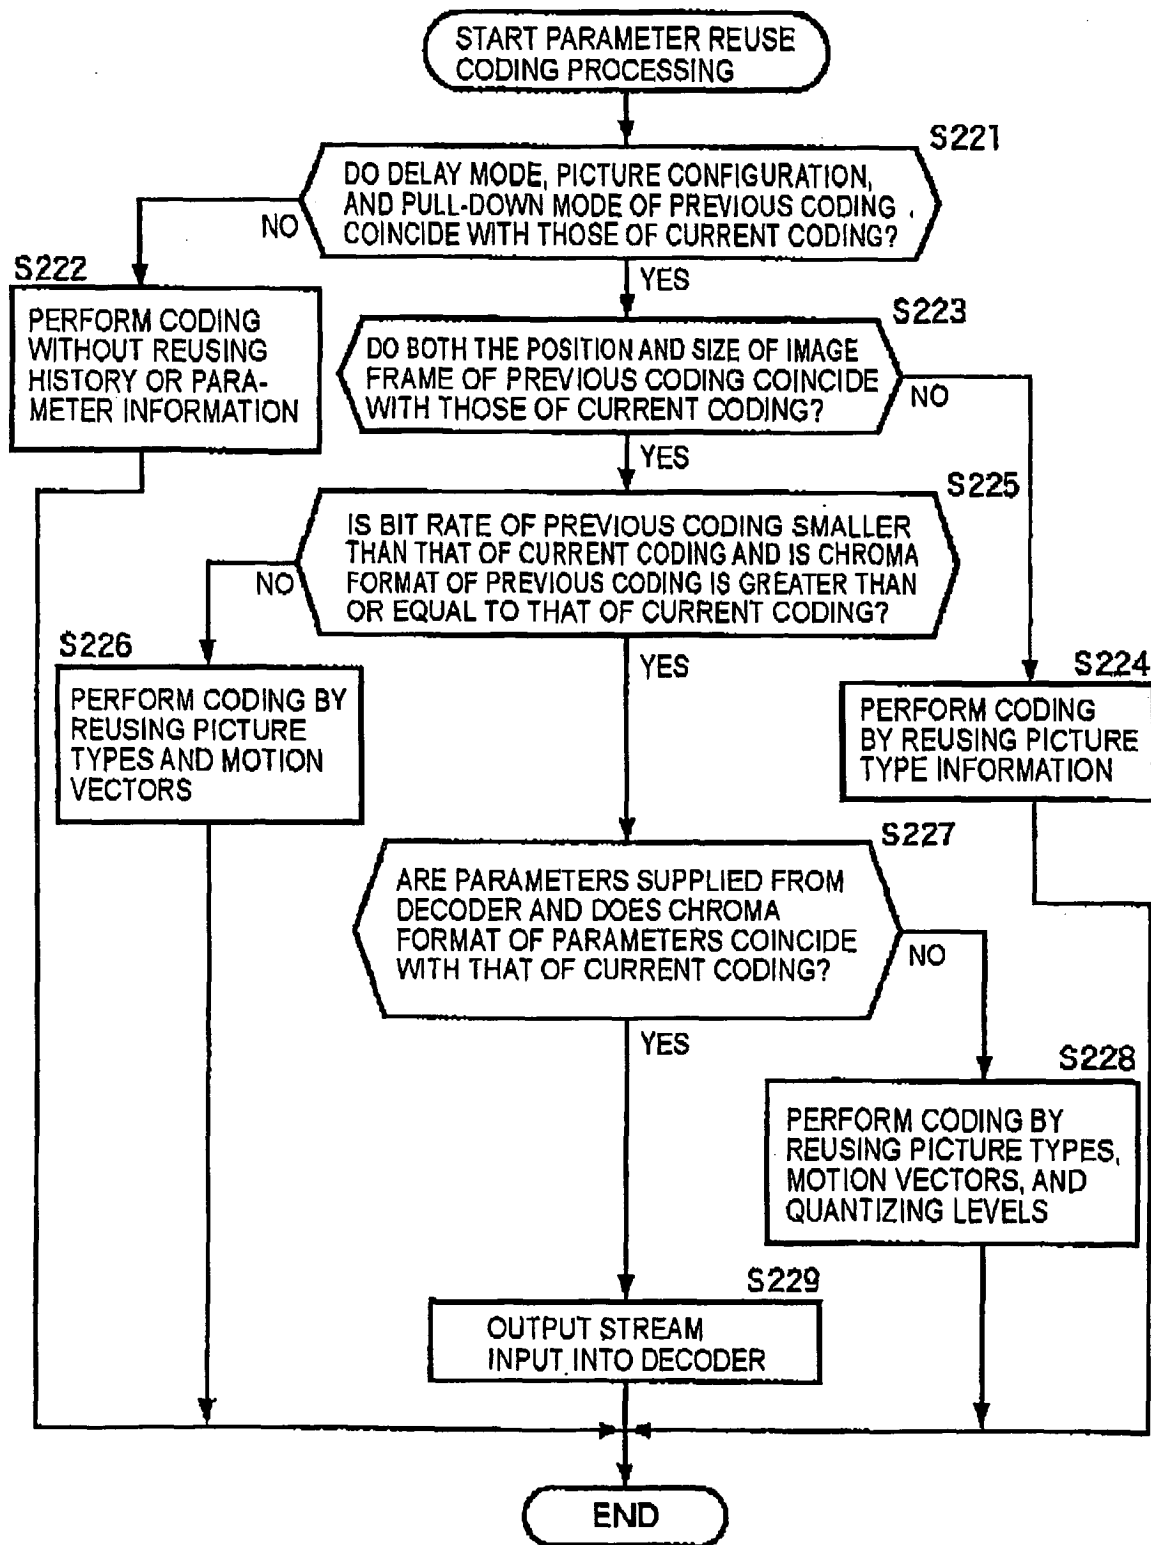 START PARAMETER REUSE
CODING PROCESSING
S221
DO DELAY MODE, PICTURE CONFIGURATION,
AND PULL-DOWN MODE OF PREVIOUS CODING
COINCIDE WITH THOSE OF CURRENT CODING?
NO
YES
S222
PERFORM CODING
WITHOUT REUSING
HISTORY OR PARA-
METER INFORMATION
S223
DO BOTH THE POSITION AND SIZE OF IMAGE
FRAME OF PREVIOUS CODING COINCIDE
WITH THOSE OF CURRENT CODING?
NO
YES
S225
IS BIT RATE OF PREVIOUS CODING SMALLER
THAN THAT OF CURRENT CODING AND IS CHROMA
FORMAT OF PREVIOUS CODING IS GREATER THAN
OR EQUAL TO THAT OF CURRENT CODING?
NO
YES
S226
PERFORM CODING BY
REUSING PICTURE
TYPES AND MOTION
VECTORS
S224
PERFORM CODING
BY REUSING PICTURE
TYPE INFORMATION
S227
ARE PARAMETERS SUPPLIED FROM
DECODER AND DOES CHROMA
FORMAT OF PARAMETERS COINCIDE
WITH THAT OF CURRENT CODING?
NO
YES
S228
PERFORM CODING BY
REUSING PICTURE TYPES,
MOTION VECTORS, AND
QUANTIZING LEVELS
S229
OUTPUT STREAM
INPUT INTO DECODER
END